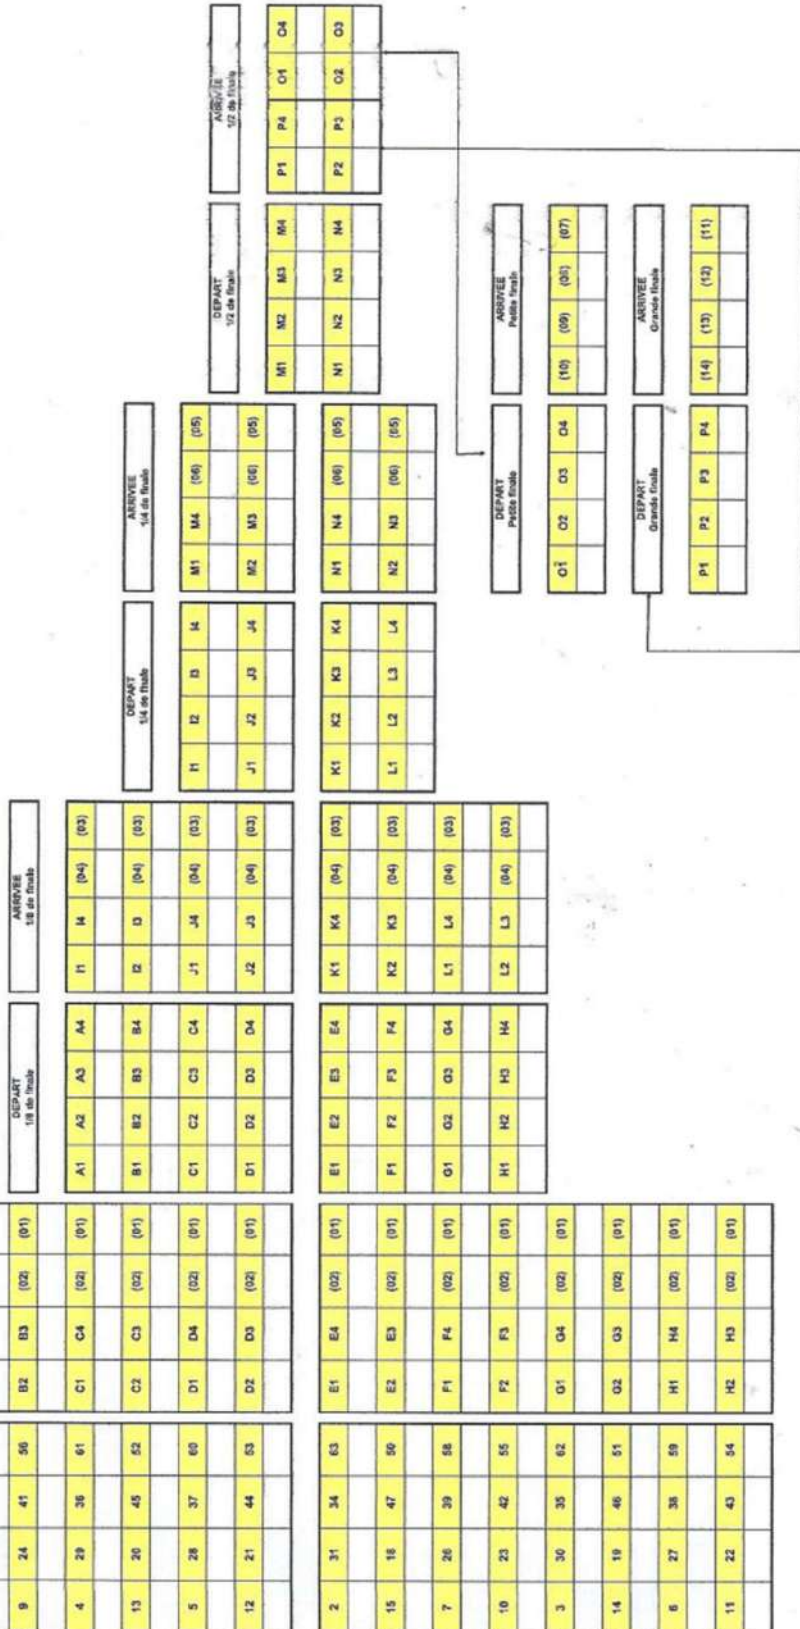 9 24 41 56 B2 B3 (02) (01)
DEPART
1/8 de finale
ARRIVEE
1/8 de finale
4 29 36 61 C1 C4 (02) (01) A1 A2 A3 A4 I1 I4 (04) (03)
13 20 45 52 C2 C3 (02) (01) B1 B2 B3 B4 I2 I3 (04) (03)
DEPART
1/4 de finale
ARRIVEE
1/4 de finale
5 28 37 60 D1 D4 (02) (01) C1 C2 C3 C4 J1 J4 (04) (03) I1 I2 I3 I4 M1 M4 (06) (05)
DEPART
1/2 de finale
ARRIVEE
1/2 de finale
12 21 44 53 D2 D3 (02) (01) D1 D2 D3 D4 J2 J3 (04) (03) J1 J2 J3 J4 M2 M3 (06) (05)
M1 M2 M3 M4 P1 P4 O1 O4
2 31 34 63 E1 E4 (02) (01) E1 E2 E3 E4 K1 K4 (04) (03) K1 K2 K3 K4 N1 N4 (06) (05) N1 N2 N3 N4 P2 P3 O2 O3
15 18 47 50 E2 E3 (02) (01) F1 F2 F3 F4 K2 K3 (04) (03) L1 L2 L3 L4 N2 N3 (06) (05)
7 26 39 58 F1 F4 (02) (01) G1 G2 G3 G4 L1 L4 (04) (03)
10 23 42 55 F2 F3 (02) (01) H1 H2 H3 H4 L2 L3 (04) (03)
DEPART
Petite finale
ARRIVEE
Petite finale
3 30 35 62 G1 G4 (02) (01) O1 O2 O3 O4 (10) (09) (08) (07)
14 19 46 51 G2 G3 (02) (01)
DEPART
Grande finale
ARRIVEE
Grande finale
6 27 38 59 H1 H4 (02) (01)
P1 P2 P3 P4 (14) (13) (12) (11)
11 22 43 54 H2 H3 (02) (01)